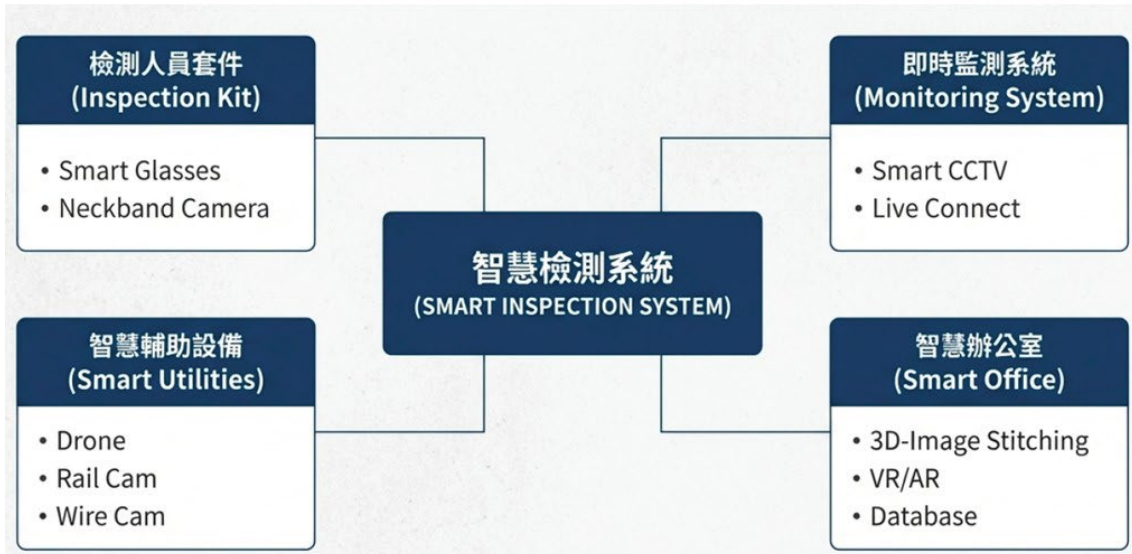 檢測人員套件
(Inspection Kit)
• Smart Glasses
• Neckband Camera
即時監測系統
(Monitoring System)
• Smart CCTV
• Live Connect
智慧檢測系統
(SMART INSPECTION SYSTEM)
智慧輔助設備
(Smart Utilities)
• Drone
• Rail Cam
• Wire Cam
智慧辦公室
(Smart Office)
• 3D-Image Stitching
• VR/AR
• Database